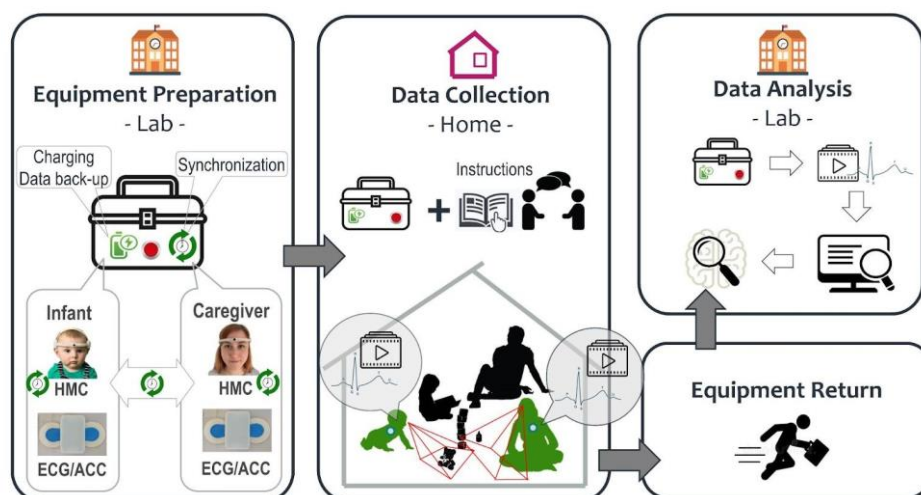 Equipment Preparation
- Lab -
Charging
Data back-up
Synchronization
Infant
HMC
ECG/ACC
Caregiver
HMC
ECG/ACC
Data Collection
- Home -
Instructions
Data Analysis
- Lab -
Equipment Return